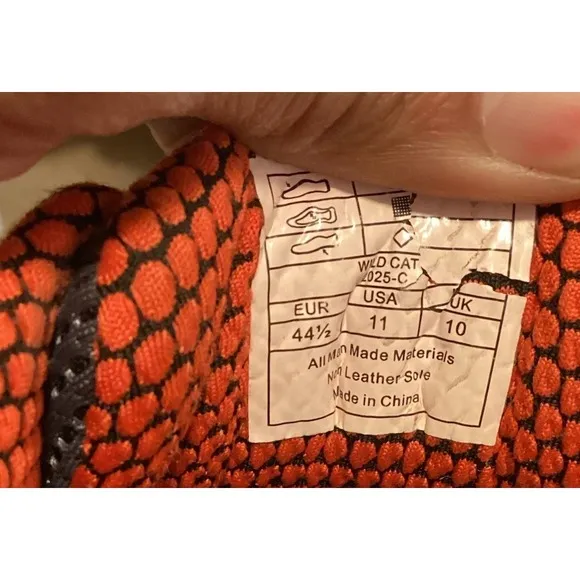 WILD CAT
2025-C
EUR USA UK
44½ 11 10
All Man Made Materials
Non Leather Sole
Made in China